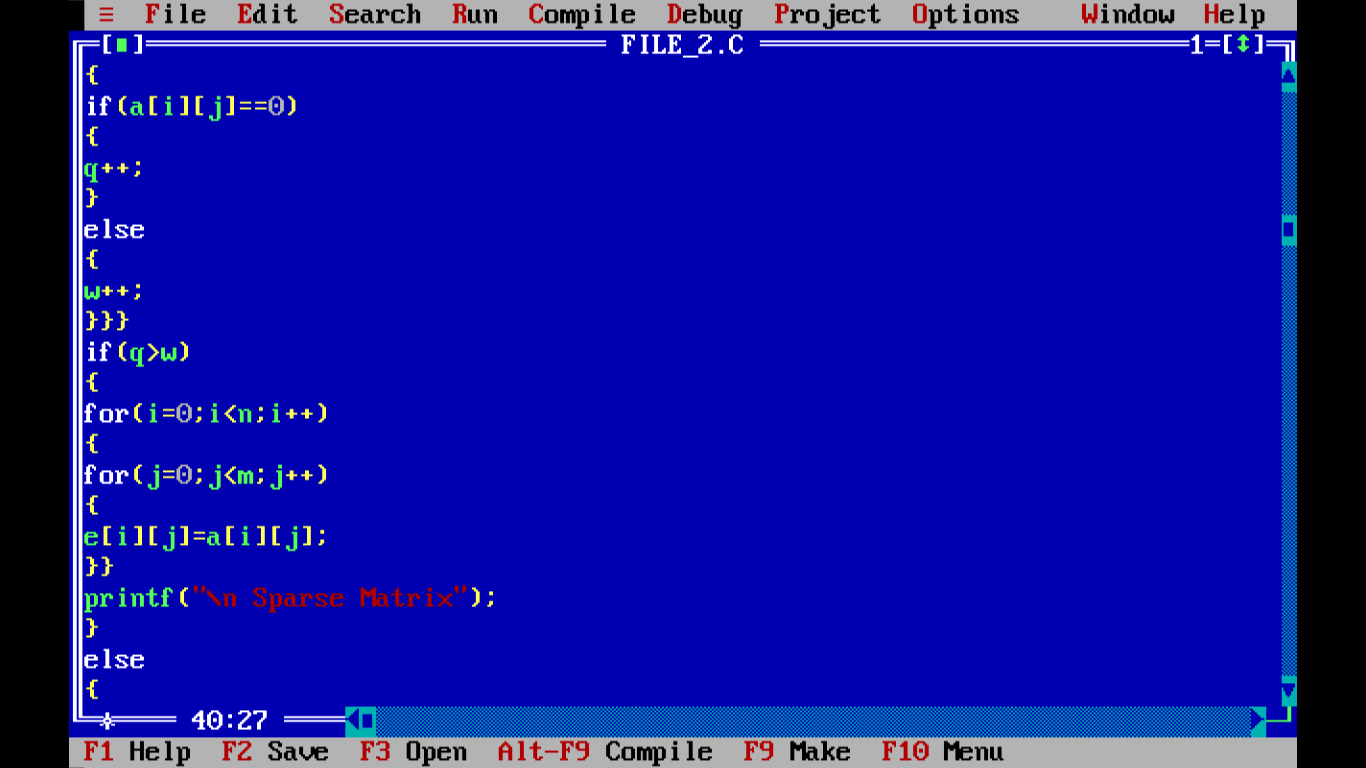 ≡ File Edit Search Run Compile Debug Project Options Window Help
[■] FILE_2.C 1=[↕]
{
if(a[i][j]==0)
{
q++;
}
else
{
w++;
}}}
if(q>w)
{
for(i=0;i<n;i++)
{
for(j=0;j<m;j++)
{
e[i][j]=a[i][j];
}}
printf("\n Sparse Matrix");
}
else
{
40:27
F1 Help F2 Save F3 Open Alt-F9 Compile F9 Make F10 Menu